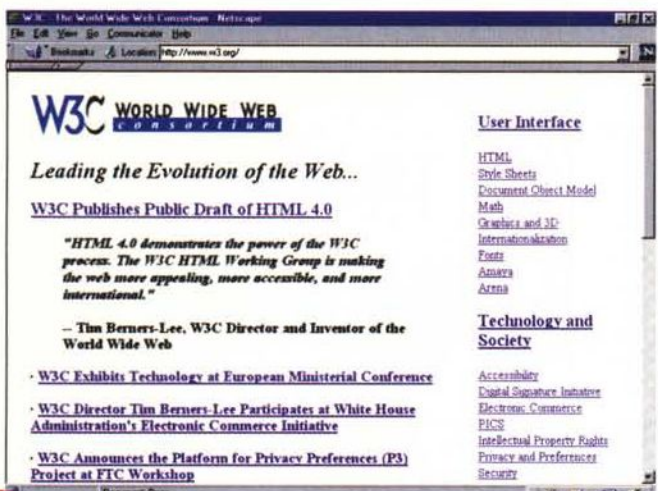 W3C - The World Wide Web Consortium - Netscape
File Edit View Go Communicator Help
Bookmarks Location: http://www.w3.org/
N
W3C WORLD WIDE WEB
consortium
Leading the Evolution of the Web...
W3C Publishes Public Draft of HTML 4.0
"HTML 4.0 demonstrates the power of the W3C
process. The W3C HTML Working Group is making
the web more appealing, more accessible, and more
international."
-- Tim Berners-Lee, W3C Director and Inventor of the
World Wide Web
· W3C Exhibits Technology at European Ministerial Conference
· W3C Director Tim Berners-Lee Participates at White House
Administration's Electronic Commerce Initiative
· W3C Announces the Platform for Privacy Preferences (P3)
Project at FTC Workshop
User Interface
HTML
Style Sheets
Document Object Model
Math
Graphics and 3D
Internationalization
Fonts
Amaya
Arena
Technology and
Society
Accessibility
Digital Signature Initiative
Electronic Commerce
PICS
Intellectual Property Rights
Privacy and Preferences
Security